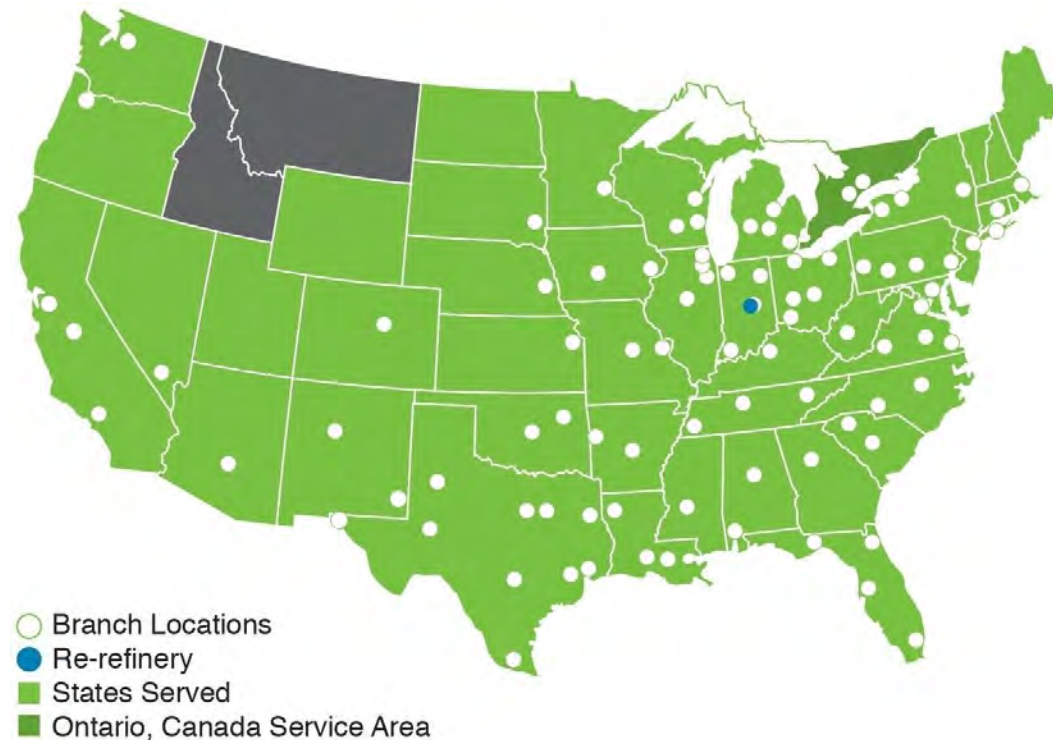 Branch Locations
Re-refinery
States Served
Ontario, Canada Service Area